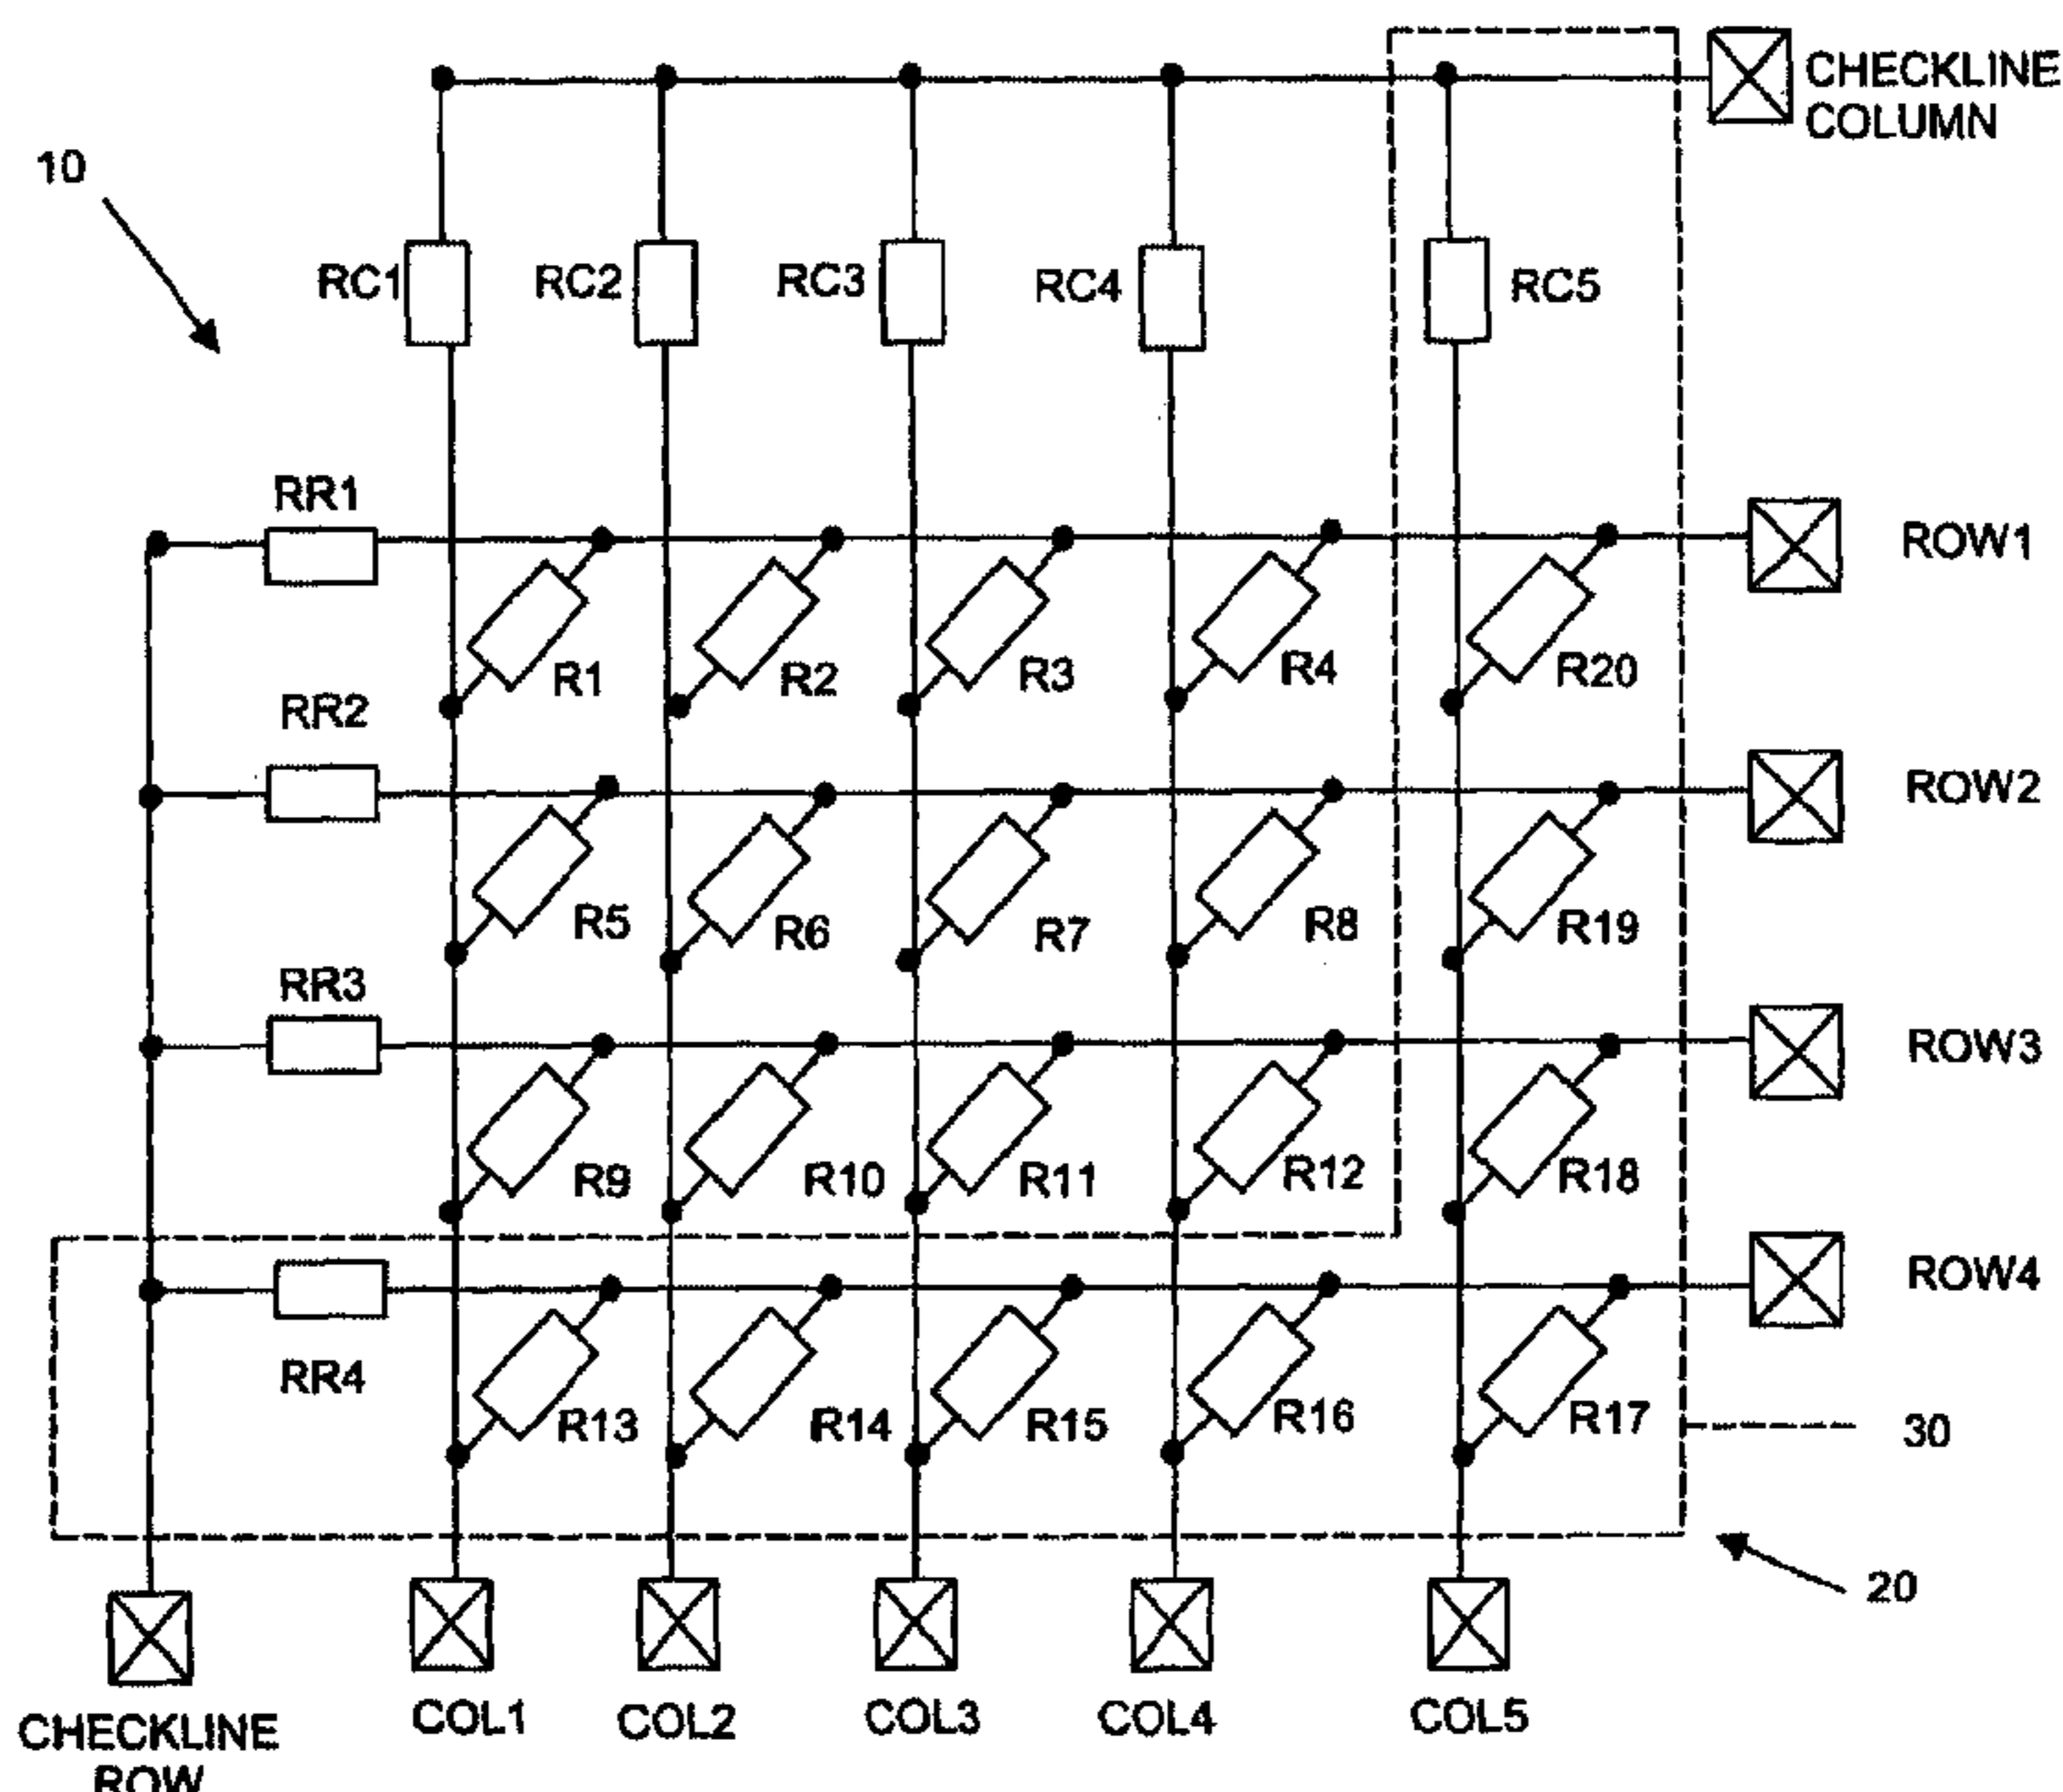 CHECKLINE
COLUMN
10
RC1
RC2
RC3
RC4
RC5
RR1
ROW1
R1
R2
R3
R4
R20
RR2
ROW2
R5
R6
R7
R8
R19
RR3
ROW3
R9
R10
R11
R12
R18
ROW4
RR4
R13
R14
R15
R16
R17
30
20
COL1
COL2
COL3
COL4
COL5
CHECKLINE
ROW